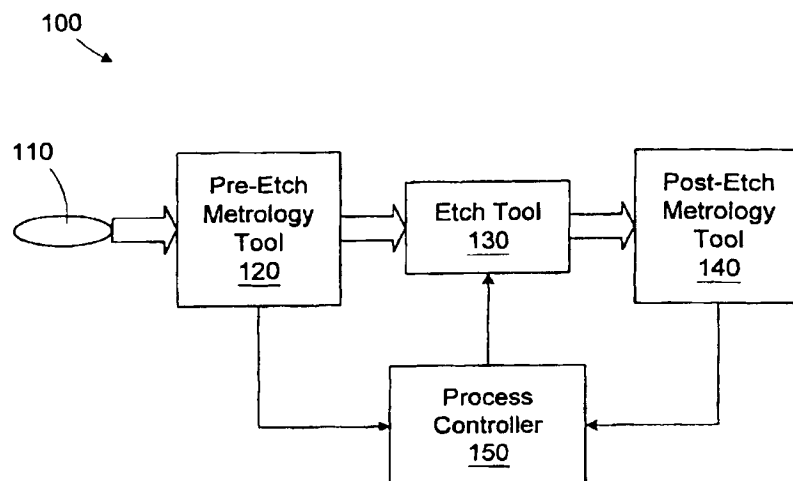 100
110
Pre-Etch
Metrology
Tool
120
Etch Tool
130
Post-Etch
Metrology
Tool
140
Process
Controller
150